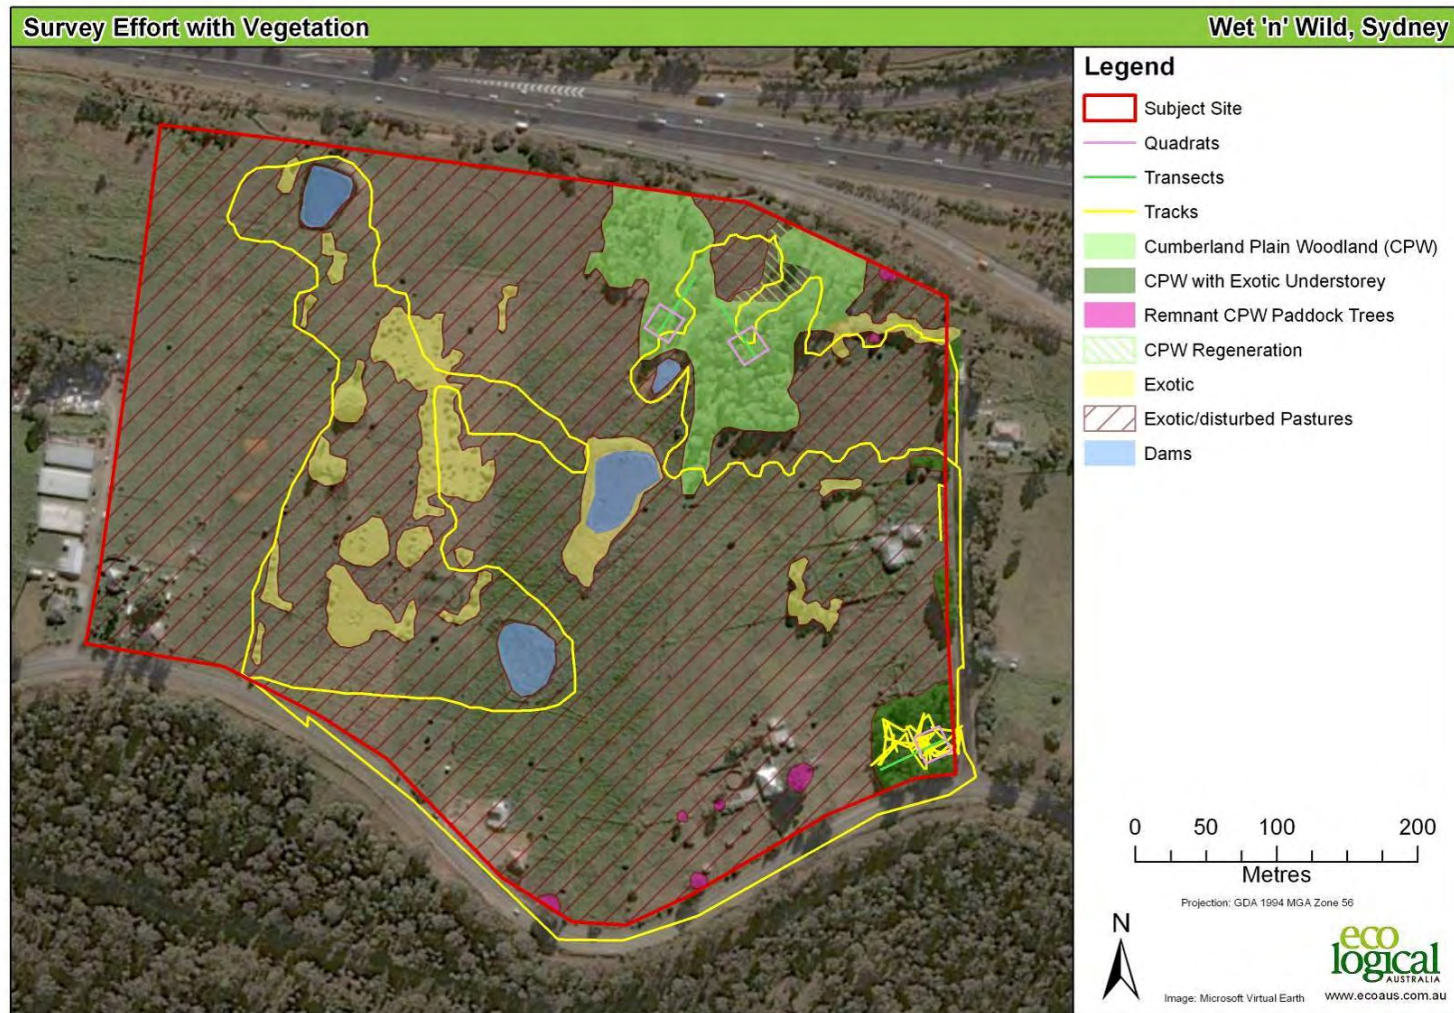 Survey Effort with Vegetation
Wet 'n' Wild, Sydney
Legend
Subject Site
Quadrats
Transects
Tracks
Cumberland Plain Woodland (CPW)
CPW with Exotic Understorey
Remnant CPW Paddock Trees
CPW Regeneration
Exotic
Exotic/disturbed Pastures
Dams
0 50 100 200
Metres
Projection: GDA 1994 MGA Zone 56
N
eco
logical
AUSTRALIA
Image: Microsoft Virtual Earth
www.ecoaus.com.au